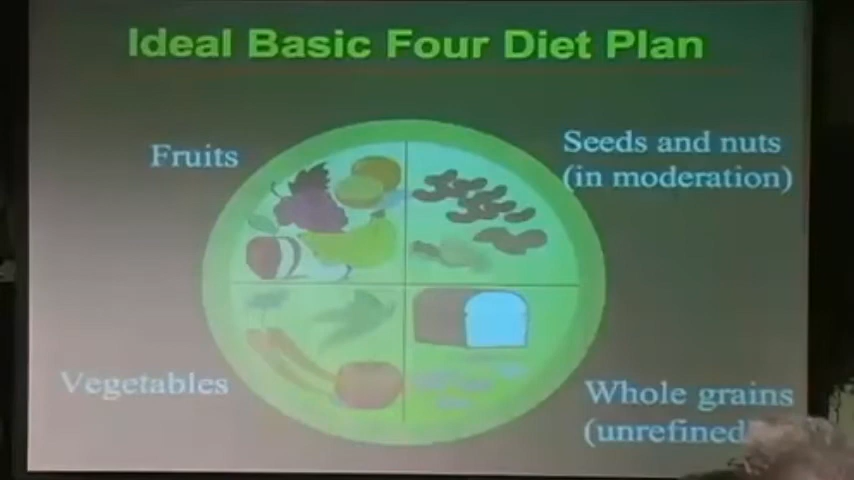 Ideal Basic Four Diet Plan
Fruits
Seeds and nuts
(in moderation)
Vegetables
Whole grains
(unrefined